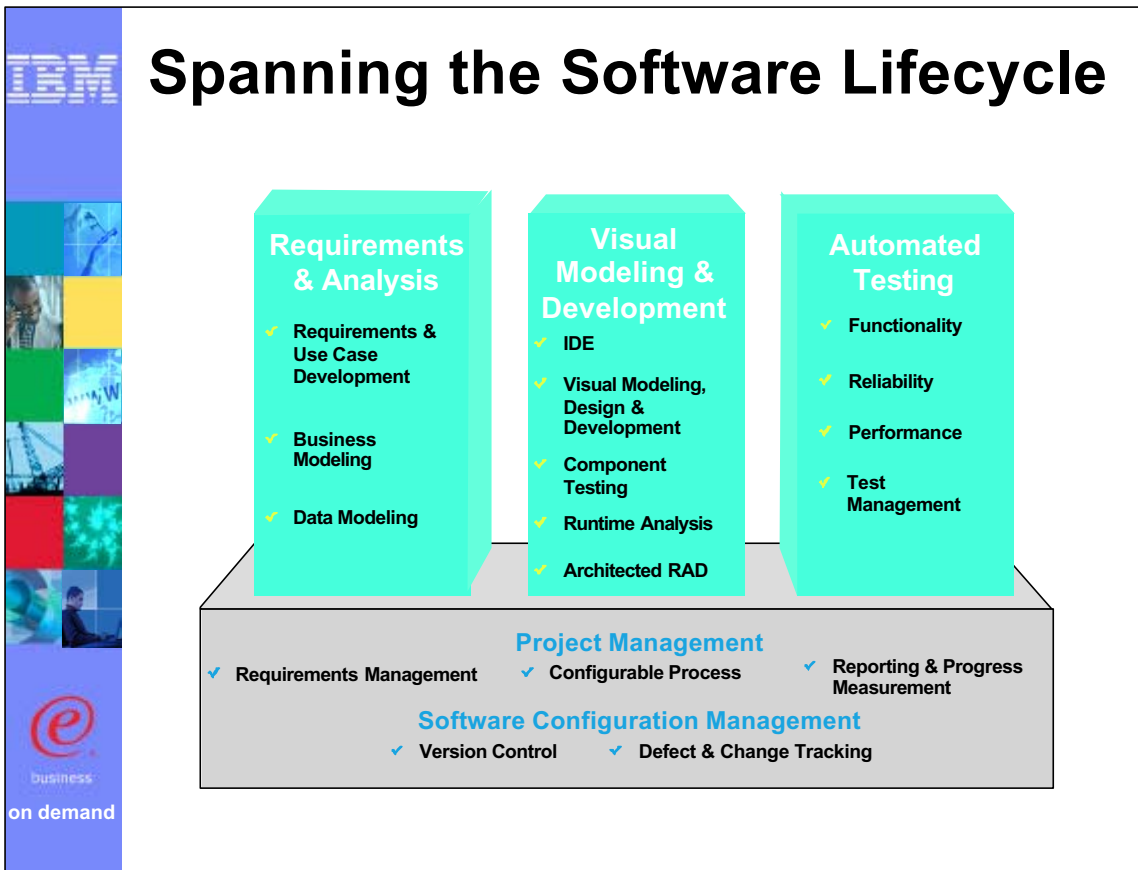 IBM
Spanning the Software Lifecycle
Requirements
& Analysis
Requirements &
Use Case
Development
Business
Modeling
Data Modeling
Visual
Modeling &
Development
IDE
Visual Modeling,
Design &
Development
Component
Testing
Runtime Analysis
Architected RAD
Automated
Testing
Functionality
Reliability
Performance
Test
Management
Project Management
Requirements Management
Configurable Process
Reporting & Progress
Measurement
Software Configuration Management
Version Control
Defect & Change Tracking
e
business
on demand